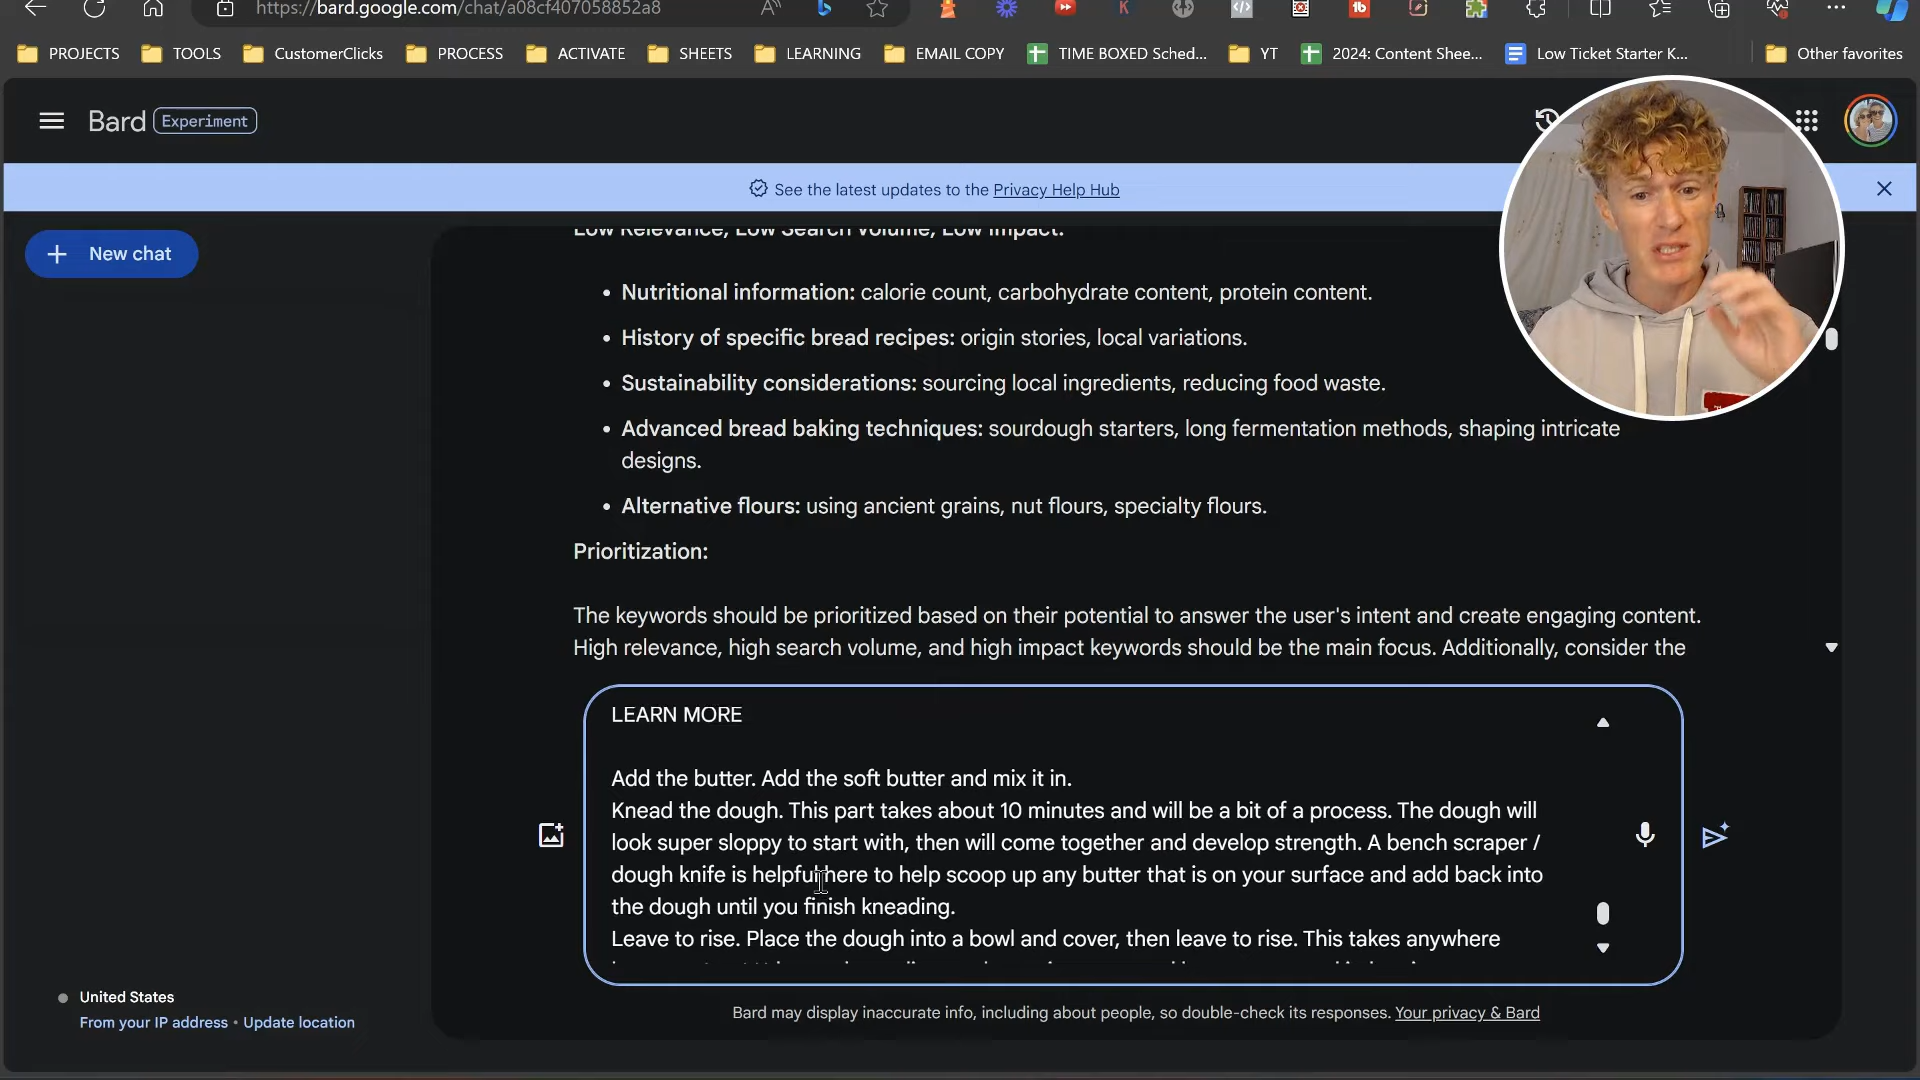 https://bard.google.com/chat/a08cf407058852a8
PROJECTS
TOOLS
CustomerClicks
PROCESS
ACTIVATE
SHEETS
LEARNING
EMAIL COPY
TIME BOXED Sched...
YT
2024: Content Shee...
Low Ticket Starter K...
Other favorites
Bard Experiment
See the latest updates to the Privacy Help Hub
New chat
Low Relevance, Low Search Volume, Low Impact:
• Nutritional information: calorie count, carbohydrate content, protein content.
• History of specific bread recipes: origin stories, local variations.
• Sustainability considerations: sourcing local ingredients, reducing food waste.
• Advanced bread baking techniques: sourdough starters, long fermentation methods, shaping intricate
designs.
• Alternative flours: using ancient grains, nut flours, specialty flours.
Prioritization:
The keywords should be prioritized based on their potential to answer the user's intent and create engaging content.
High relevance, high search volume, and high impact keywords should be the main focus. Additionally, consider the
LEARN MORE
Add the butter. Add the soft butter and mix it in.
Knead the dough. This part takes about 10 minutes and will be a bit of a process. The dough will
look super sloppy to start with, then will come together and develop strength. A bench scraper /
dough knife is helpful here to help scoop up any butter that is on your surface and add back into
the dough until you finish kneading.
Leave to rise. Place the dough into a bowl and cover, then leave to rise. This takes anywhere
United States
From your IP address • Update location
Bard may display inaccurate info, including about people, so double-check its responses. Your privacy & Bard